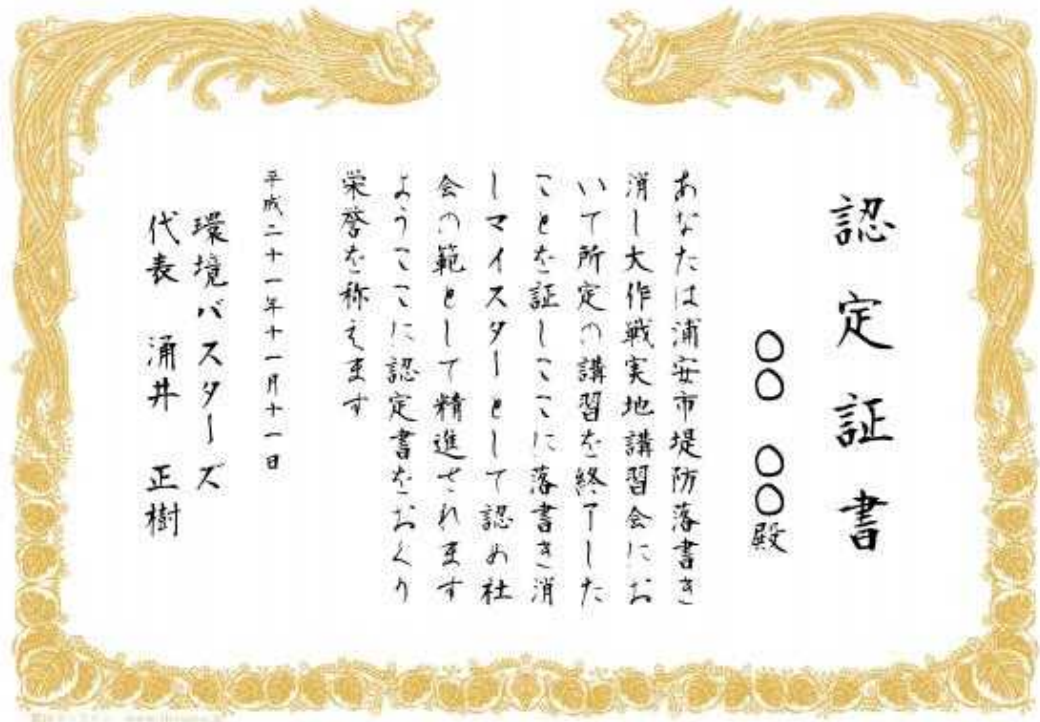 認定証書
○○ ○○殿
あなたは浦安市堤防落書き
消し大作戦実地講習会にお
いて所定の講習を終了した
ことを証しここに落書き消
しマイスターとして認め社
会の範として精進されます
ようここに認定書をおくり
栄誉を称えます
平成二十一年十一月十一日
環境バスターズ
代表 涌井 正樹